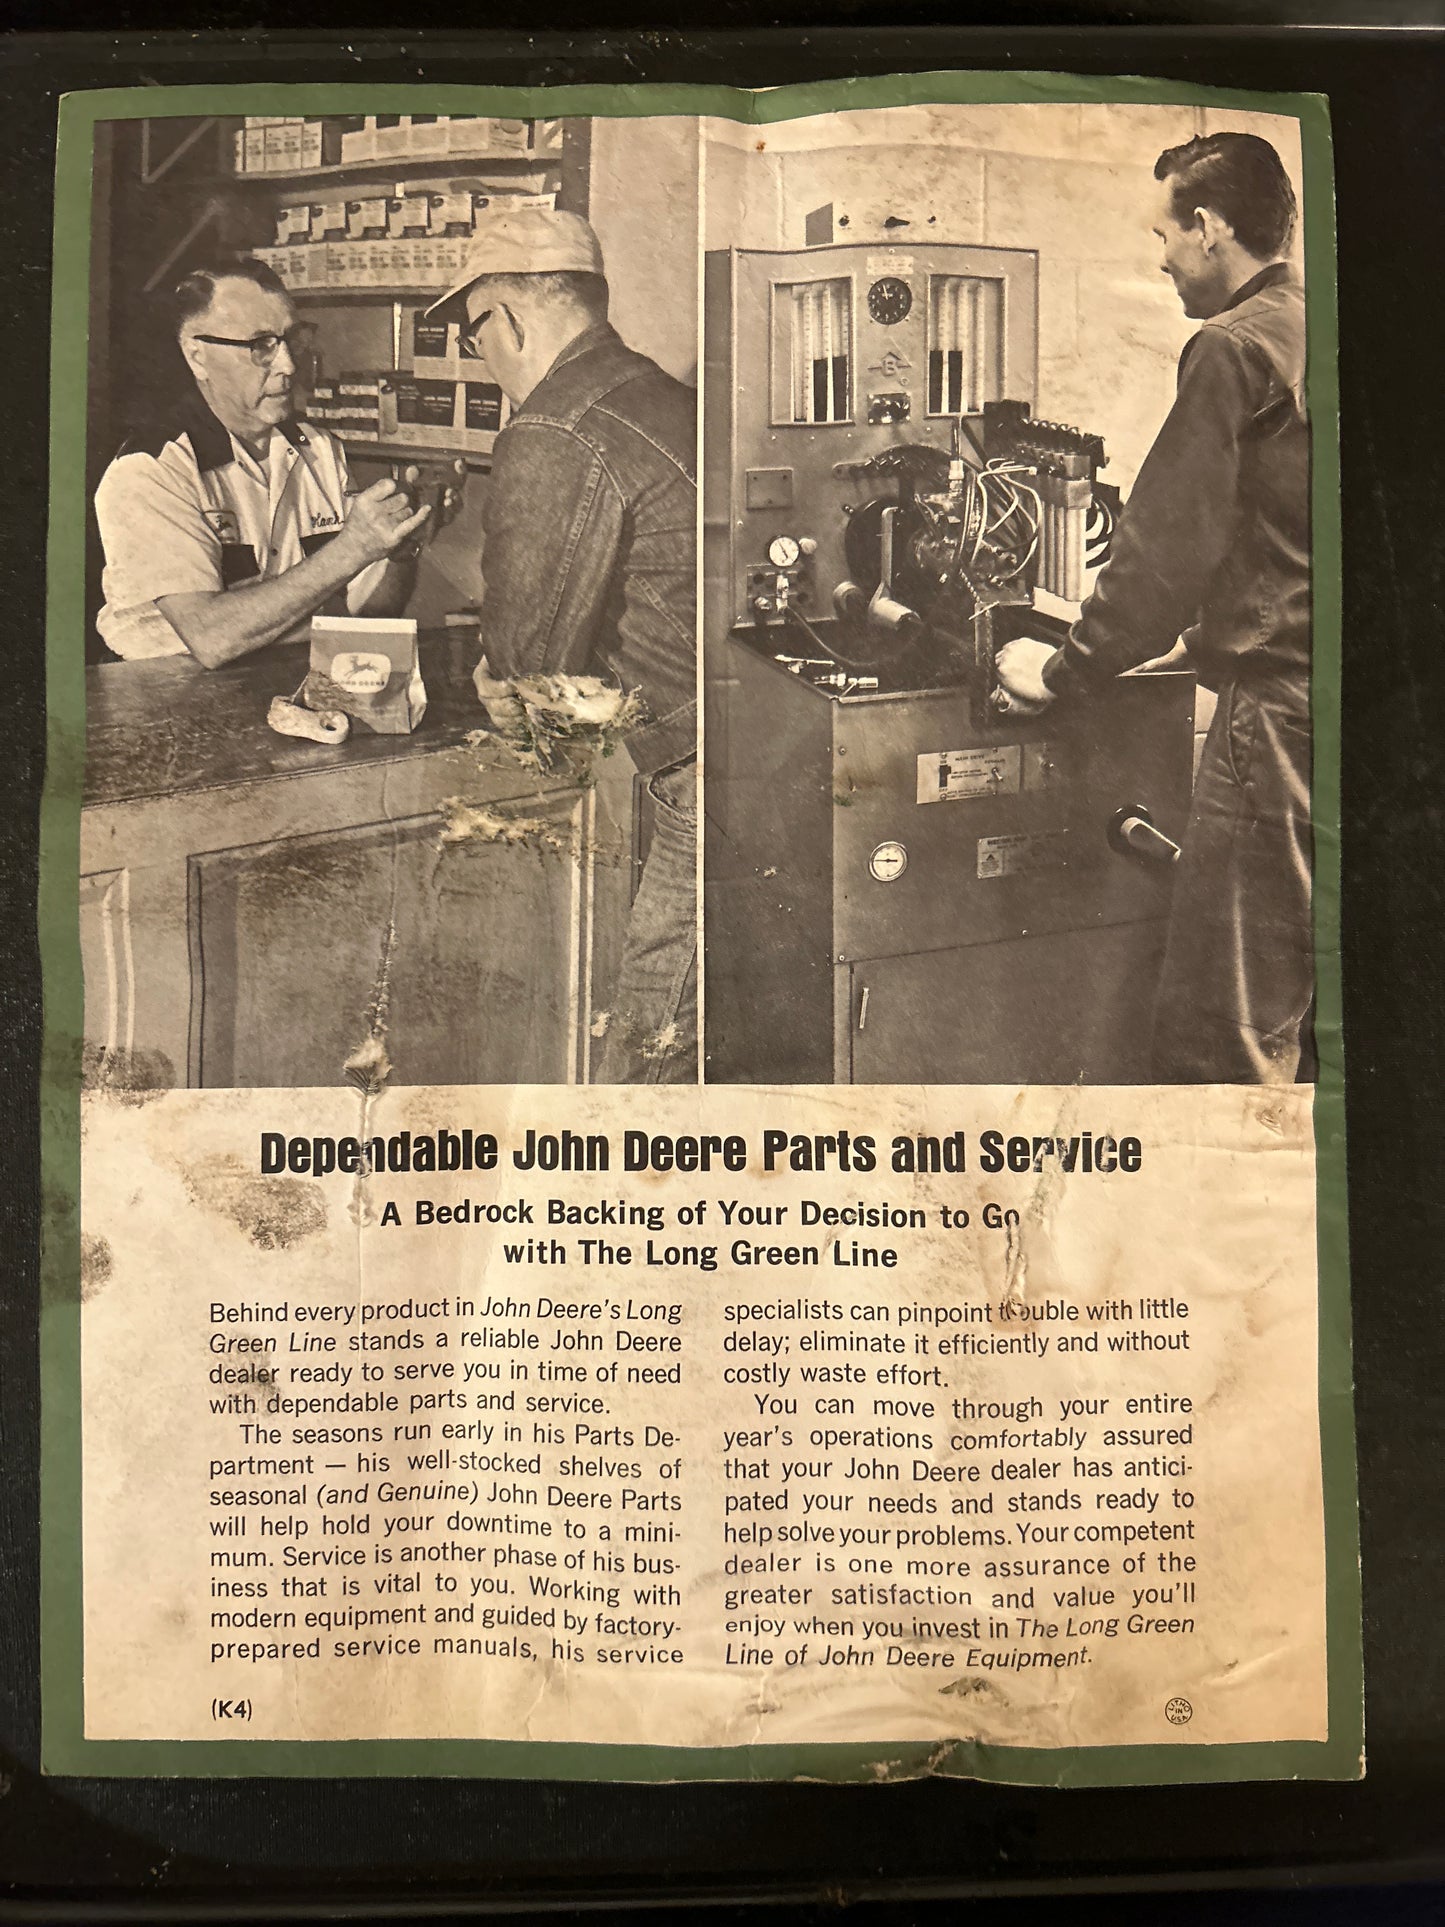 JOHN DEERE
JOHN DEERE
Dependable John Deere Parts and Service
A Bedrock Backing of Your Decision to Go
with The Long Green Line
Behind every product in John Deere's Long
Green Line stands a reliable John Deere
dealer ready to serve you in time of need
with dependable parts and service.
The seasons run early in his Parts De-
partment — his well-stocked shelves of
seasonal (and Genuine) John Deere Parts
will help hold your downtime to a mini-
mum. Service is another phase of his bus-
iness that is vital to you. Working with
modern equipment and guided by factory-
prepared service manuals, his service
specialists can pinpoint trouble with little
delay; eliminate it efficiently and without
costly waste effort.
You can move through your entire
year's operations comfortably assured
that your John Deere dealer has antici-
pated your needs and stands ready to
help solve your problems. Your competent
dealer is one more assurance of the
greater satisfaction and value you'll
enjoy when you invest in The Long Green
Line of John Deere Equipment.
(K4)
LITHO
IN
USA